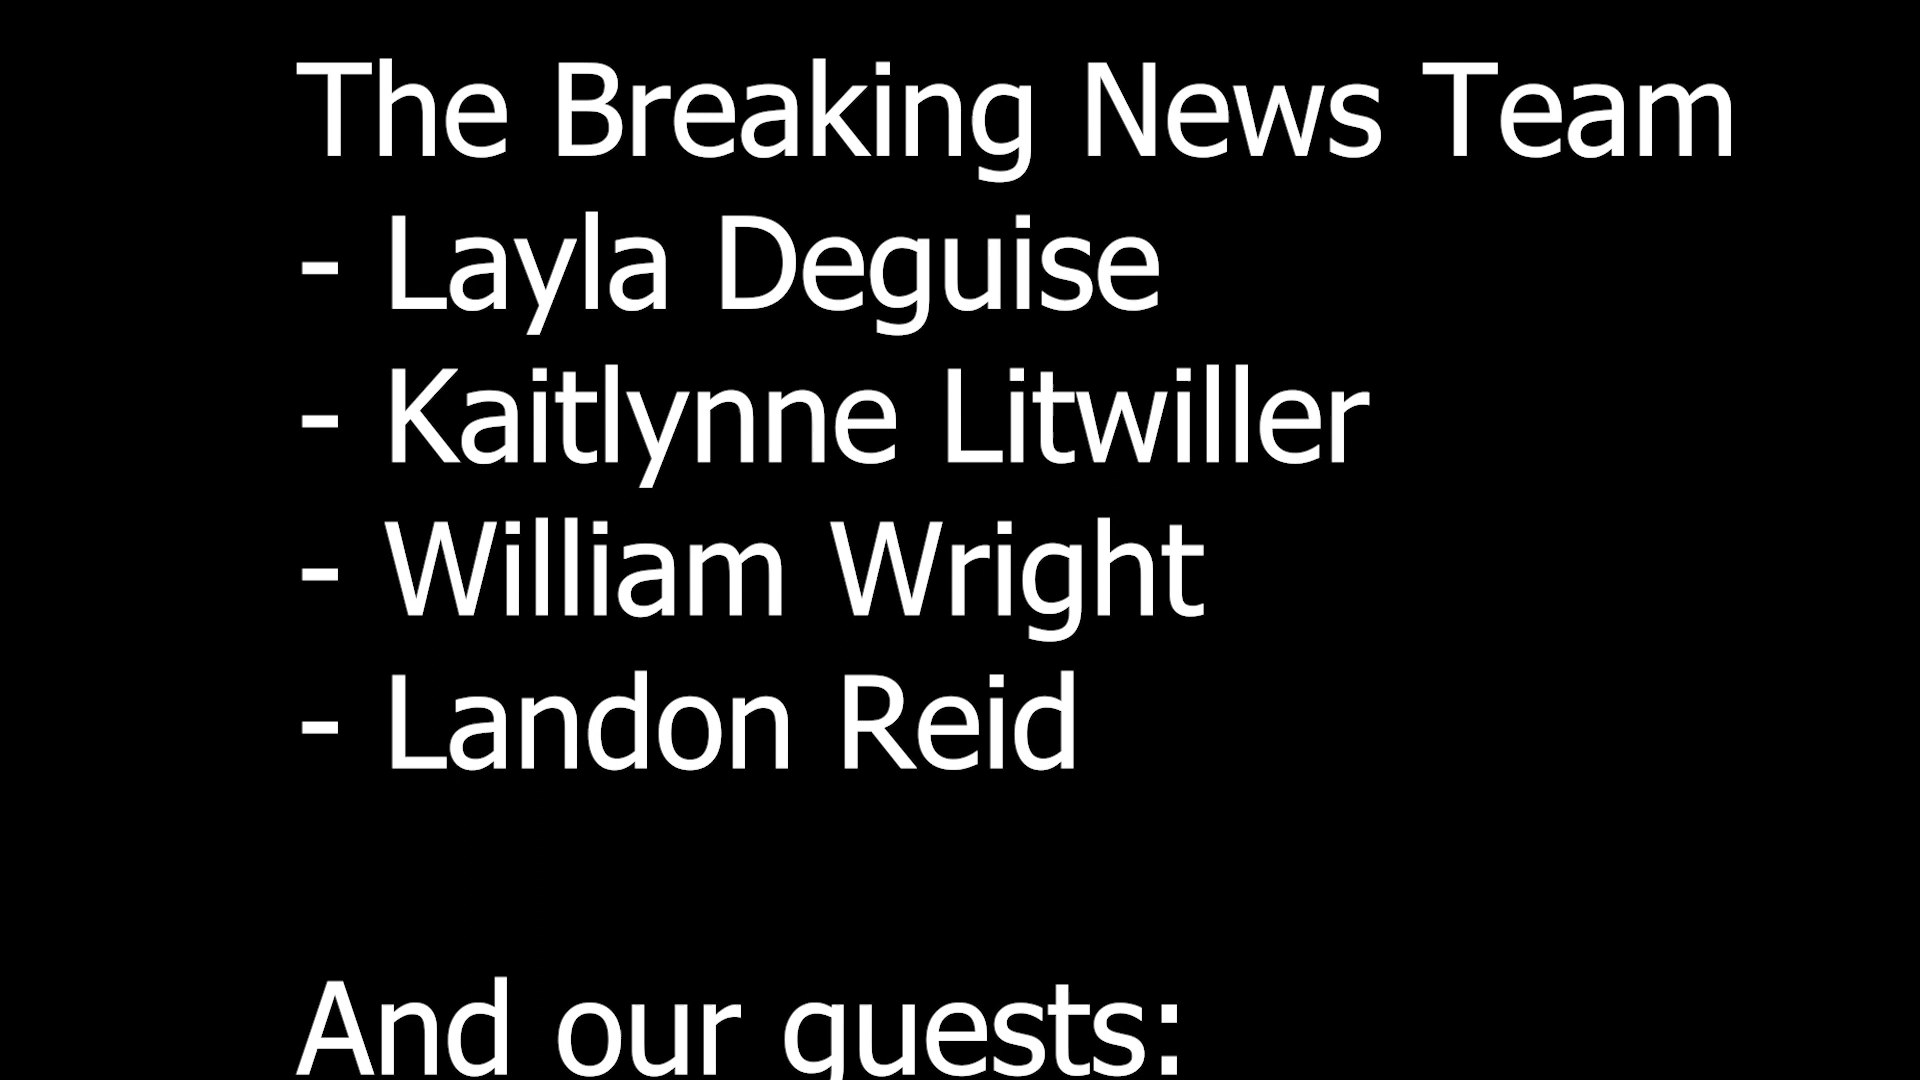 The Breaking News Team
- Layla Deguise
- Kaitlynne Litwiller
- William Wright
- Landon Reid
And our guests: